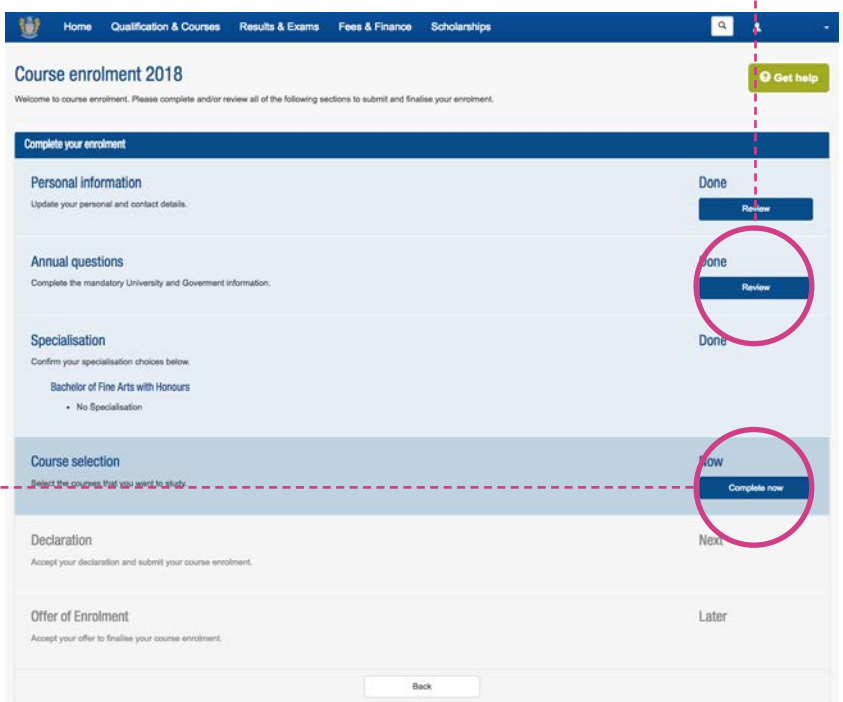 Home Qualification & Courses Results & Exams Fees & Finance Scholarships
Course enrolment 2018
Get help
Welcome to course enrolment. Please complete and/or review all of the following sections to submit and finalise your enrolment.
Complete your enrolment
Personal information
Done
Update your personal and contact details.
Review
Annual questions
Done
Complete the mandatory University and Goverment information.
Review
Specialisation
Done
Confirm your specialisation choices below.
Bachelor of Fine Arts with Honours
• No Specialisation
Course selection
Now
Select the courses that you want to study.
Complete now
Declaration
Next
Accept your declaration and submit your course enrolment.
Offer of Enrolment
Later
Accept your offer to finalise your course enrolment.
Back